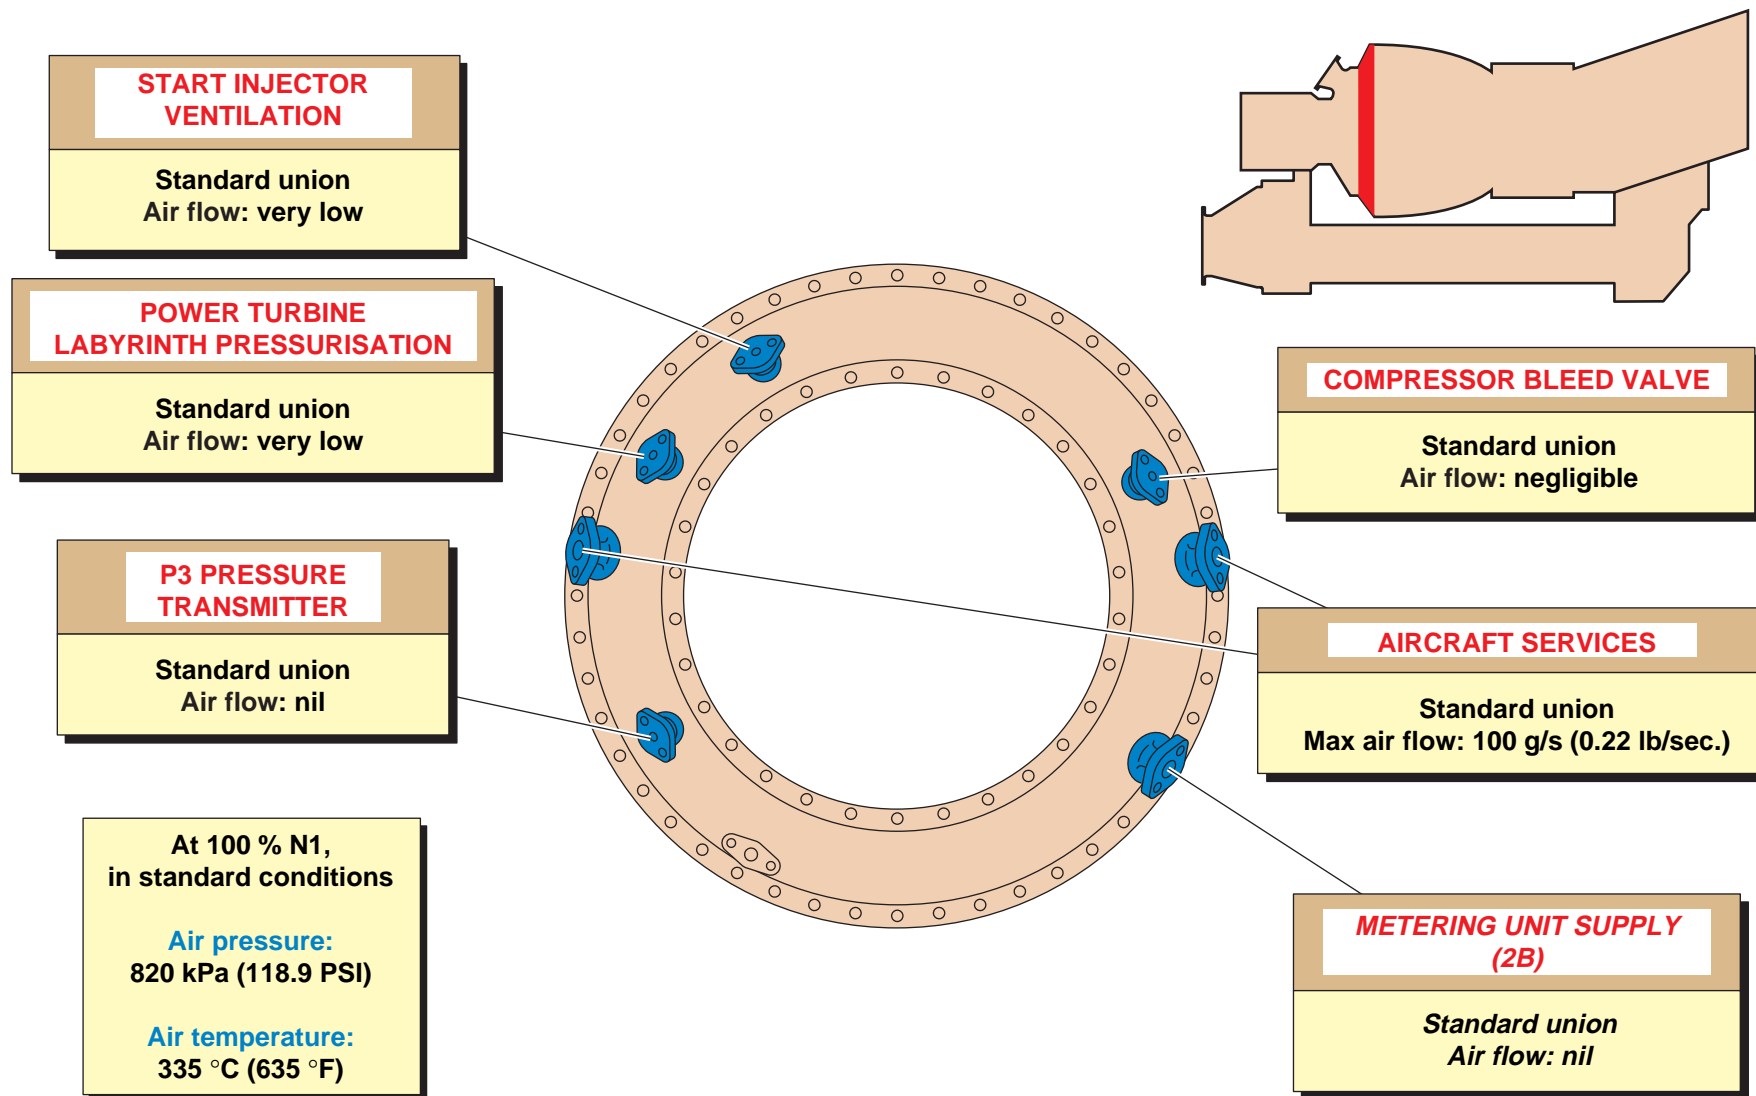 START INJECTOR
VENTILATION
Standard union
Air flow: very low
POWER TURBINE
LABYRINTH PRESSURISATION
Standard union
Air flow: very low
P3 PRESSURE
TRANSMITTER
Standard union
Air flow: nil
At 100 % N1,
in standard conditions
Air pressure:
820 kPa (118.9 PSI)
Air temperature:
335 °C (635 °F)
COMPRESSOR BLEED VALVE
Standard union
Air flow: negligible
AIRCRAFT SERVICES
Standard union
Max air flow: 100 g/s (0.22 lb/sec.)
METERING UNIT SUPPLY
(2B)
Standard union
Air flow: nil